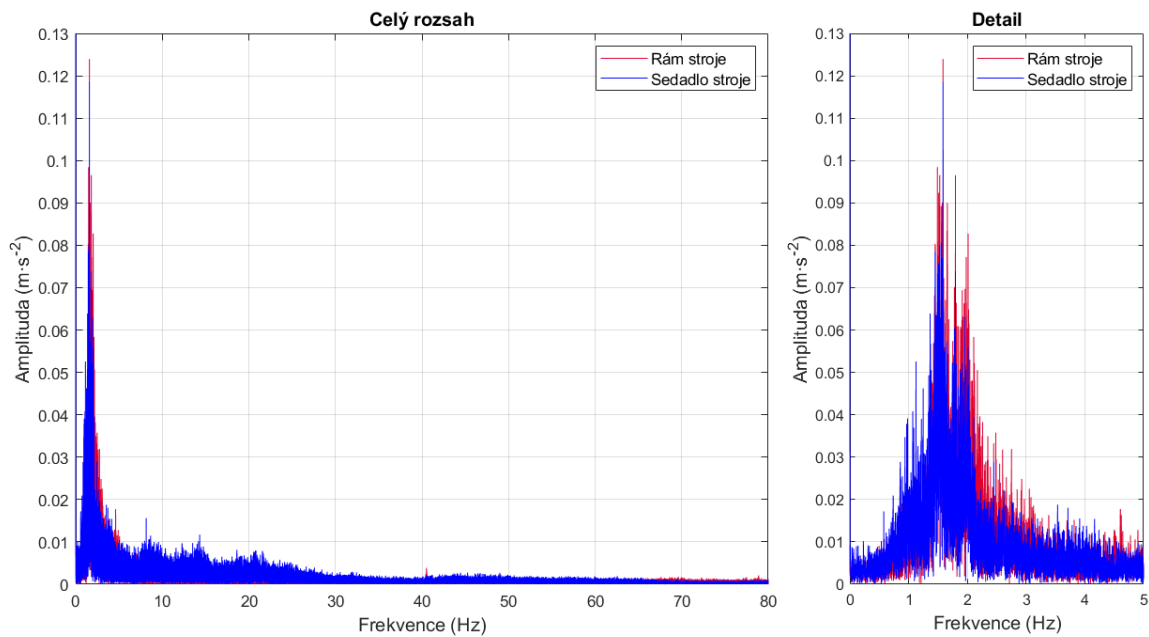 Celý rozsah
0.13
0.12
0.11
0.1
0.09
0.08
0.07
0.06
0.05
0.04
0.03
0.02
0.01
0
Amplituda (m·s-2)
0 10 20 30 40 50 60 70 80
Frekvence (Hz)
Rám stroje
Sedadlo stroje
Detail
0.13
0.12
0.11
0.1
0.09
0.08
0.07
0.06
0.05
0.04
0.03
0.02
0.01
0
Amplituda (m·s-2)
0 1 2 3 4 5
Frekvence (Hz)
Rám stroje
Sedadlo stroje